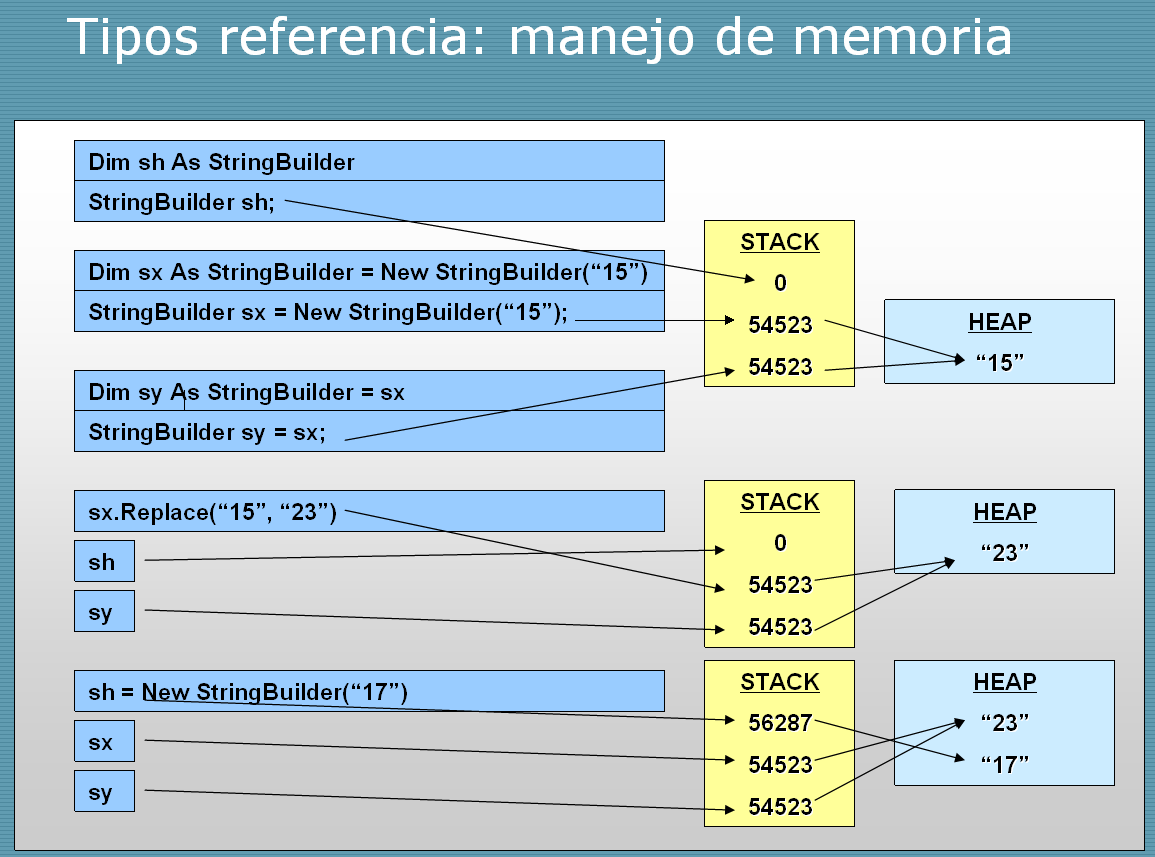 Tipos referencia: manejo de memoria
Dim sh As StringBuilder
StringBuilder sh;
Dim sx As StringBuilder = New StringBuilder(“15”)
StringBuilder sx = New StringBuilder(“15”);
Dim sy As StringBuilder = sx
StringBuilder sy = sx;
STACK
0
54523
54523
HEAP
“15”
sx.Replace(“15”, “23”)
sh
sy
STACK
0
54523
54523
HEAP
“23”
sh = New StringBuilder(“17”)
sx
sy
STACK
56287
54523
54523
HEAP
“23”
“17”